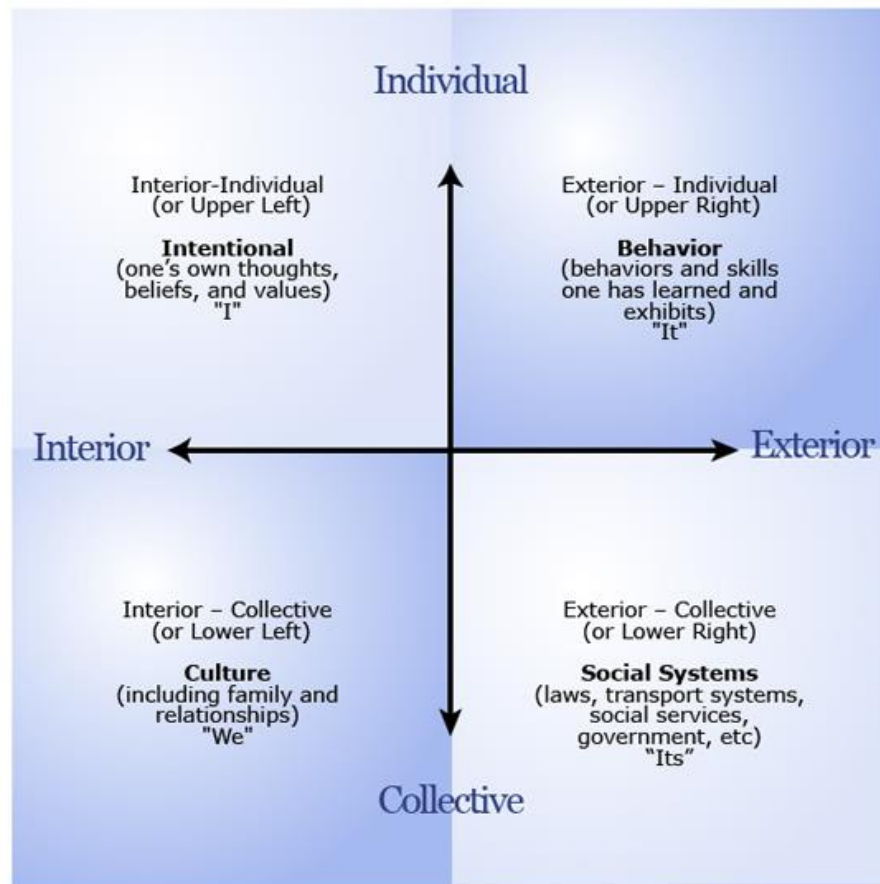 Individual
Interior-Individual
(or Upper Left)
Intentional
(one's own thoughts,
beliefs, and values)
"I"
Exterior – Individual
(or Upper Right)
Behavior
(behaviors and skills
one has learned and
exhibits)
"It"
Interior
Exterior
Interior – Collective
(or Lower Left)
Culture
(including family and
relationships)
"We"
Exterior – Collective
(or Lower Right)
Social Systems
(laws, transport systems,
social services,
government, etc)
“Its”
Collective